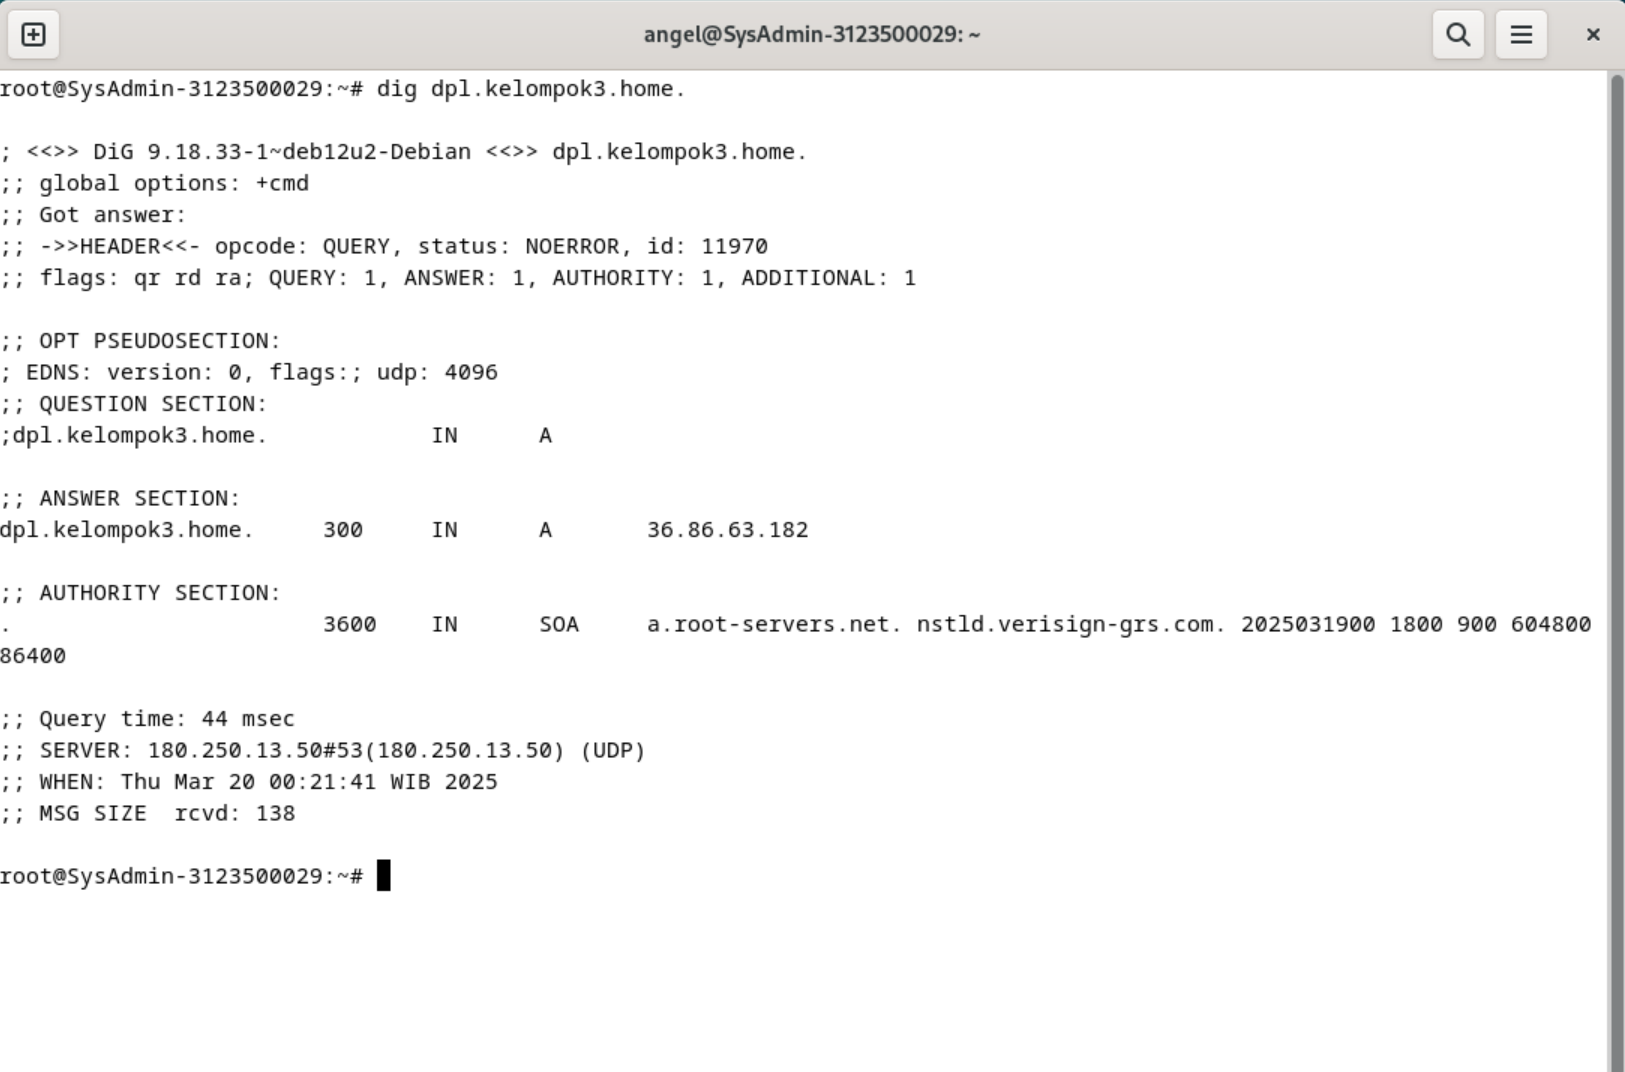 angel@SysAdmin-3123500029: ~
root@SysAdmin-3123500029:~# dig dpl.kelompok3.home.

; <<>> DiG 9.18.33-1~deb12u2-Debian <<>> dpl.kelompok3.home.
;; global options: +cmd
;; Got answer:
;; ->>HEADER<<- opcode: QUERY, status: NOERROR, id: 11970
;; flags: qr rd ra; QUERY: 1, ANSWER: 1, AUTHORITY: 1, ADDITIONAL: 1

;; OPT PSEUDOSECTION:
; EDNS: version: 0, flags:; udp: 4096
;; QUESTION SECTION:
;dpl.kelompok3.home.            IN      A

;; ANSWER SECTION:
dpl.kelompok3.home.     300     IN      A       36.86.63.182

;; AUTHORITY SECTION:
.                       3600    IN      SOA     a.root-servers.net. nstld.verisign-grs.com. 2025031900 1800 900 604800
86400

;; Query time: 44 msec
;; SERVER: 180.250.13.50#53(180.250.13.50) (UDP)
;; WHEN: Thu Mar 20 00:21:41 WIB 2025
;; MSG SIZE  rcvd: 138

root@SysAdmin-3123500029:~#